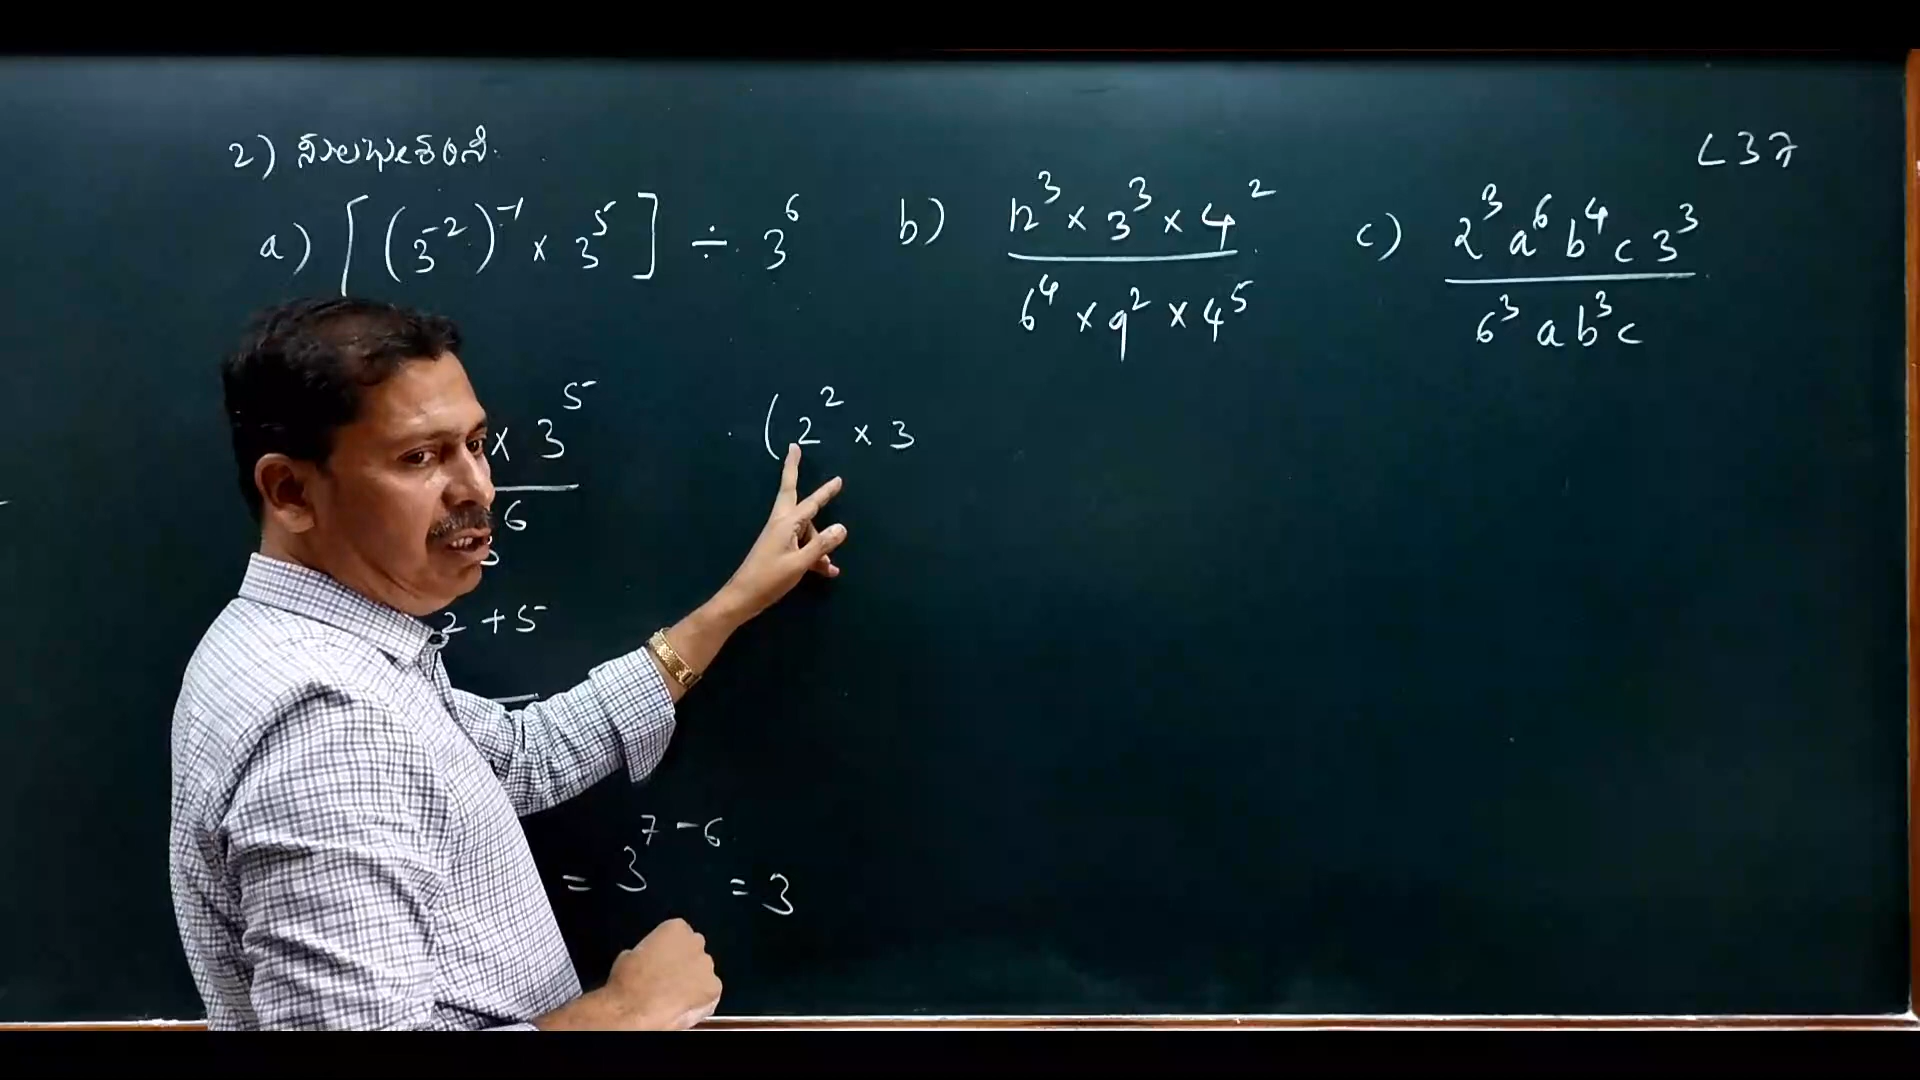 2) ಸುಲಭೀಕರಿಸಿ.
L 37
a) [(3⁻²)⁻¹ × 3⁵] ÷ 3⁶
b) 12³ × 3³ × 4² / 6⁴ × 9² × 4⁵
c) 2³ a⁶ b⁴ c 3³ / 6³ a b³ c
× 3⁵
6
(2² × 3
2 + 5
= 3⁷⁻⁶ = 3